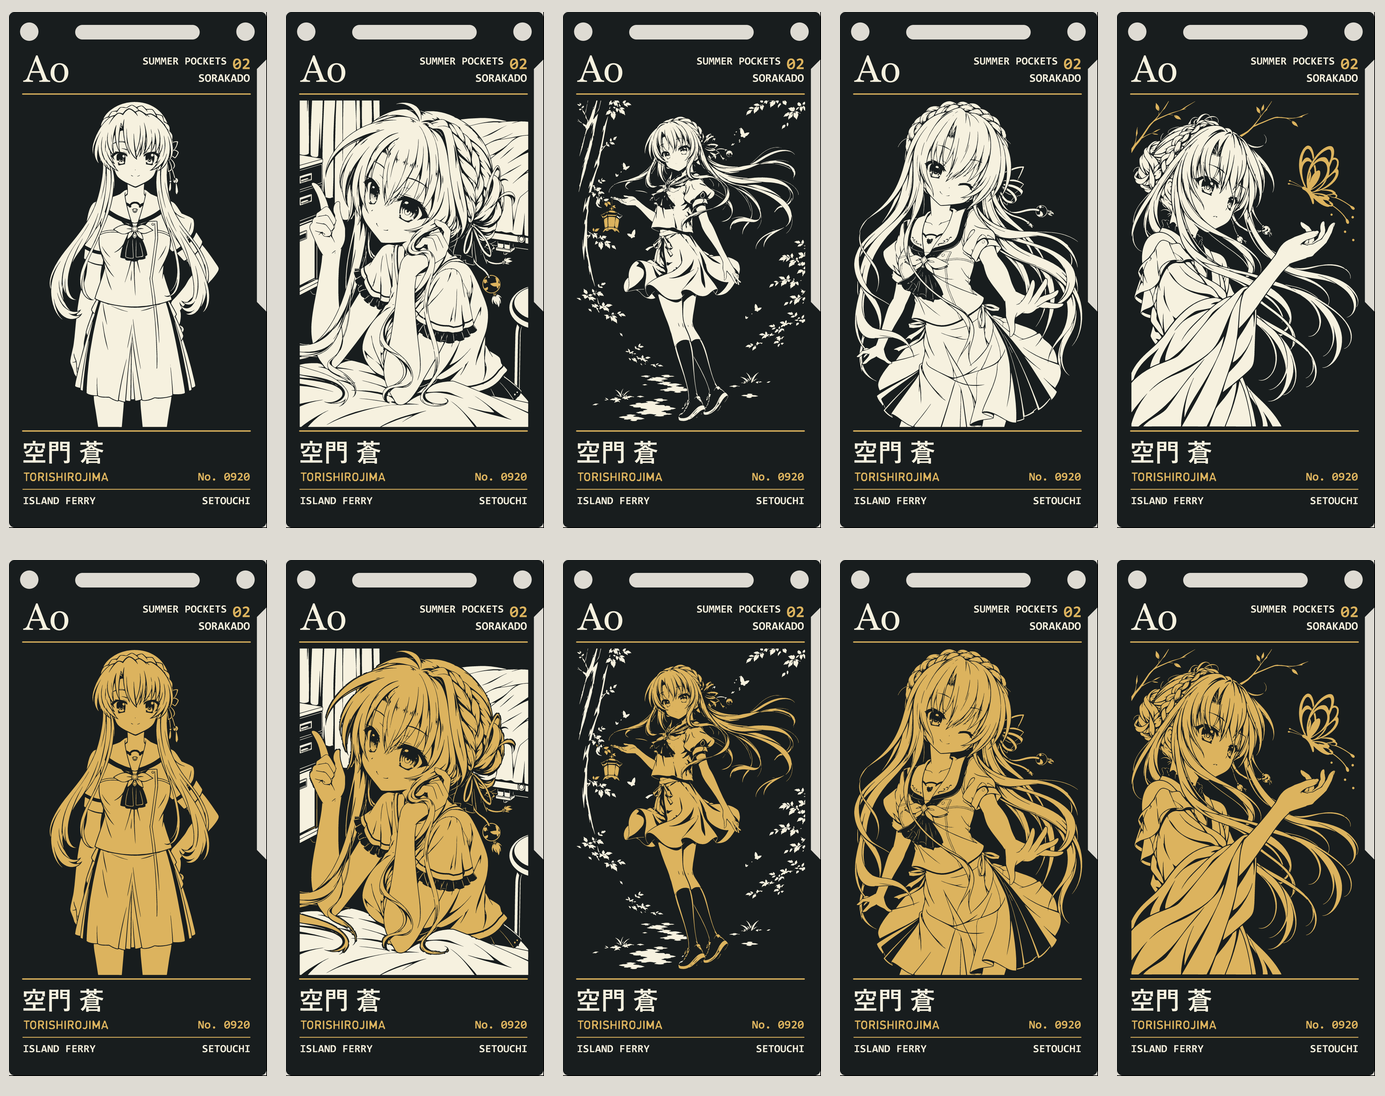 Ao
SUMMER POCKETS 02
SORAKADO
空門 蒼
TORISHIROJIMA No. 0920
ISLAND FERRY SETOUCHI
Ao
SUMMER POCKETS 02
SORAKADO
空門 蒼
TORISHIROJIMA No. 0920
ISLAND FERRY SETOUCHI
Ao
SUMMER POCKETS 02
SORAKADO
空門 蒼
TORISHIROJIMA No. 0920
ISLAND FERRY SETOUCHI
Ao
SUMMER POCKETS 02
SORAKADO
空門 蒼
TORISHIROJIMA No. 0920
ISLAND FERRY SETOUCHI
Ao
SUMMER POCKETS 02
SORAKADO
空門 蒼
TORISHIROJIMA No. 0920
ISLAND FERRY SETOUCHI
Ao
SUMMER POCKETS 02
SORAKADO
空門 蒼
TORISHIROJIMA No. 0920
ISLAND FERRY SETOUCHI
Ao
SUMMER POCKETS 02
SORAKADO
空門 蒼
TORISHIROJIMA No. 0920
ISLAND FERRY SETOUCHI
Ao
SUMMER POCKETS 02
SORAKADO
空門 蒼
TORISHIROJIMA No. 0920
ISLAND FERRY SETOUCHI
Ao
SUMMER POCKETS 02
SORAKADO
空門 蒼
TORISHIROJIMA No. 0920
ISLAND FERRY SETOUCHI
Ao
SUMMER POCKETS 02
SORAKADO
空門 蒼
TORISHIROJIMA No. 0920
ISLAND FERRY SETOUCHI